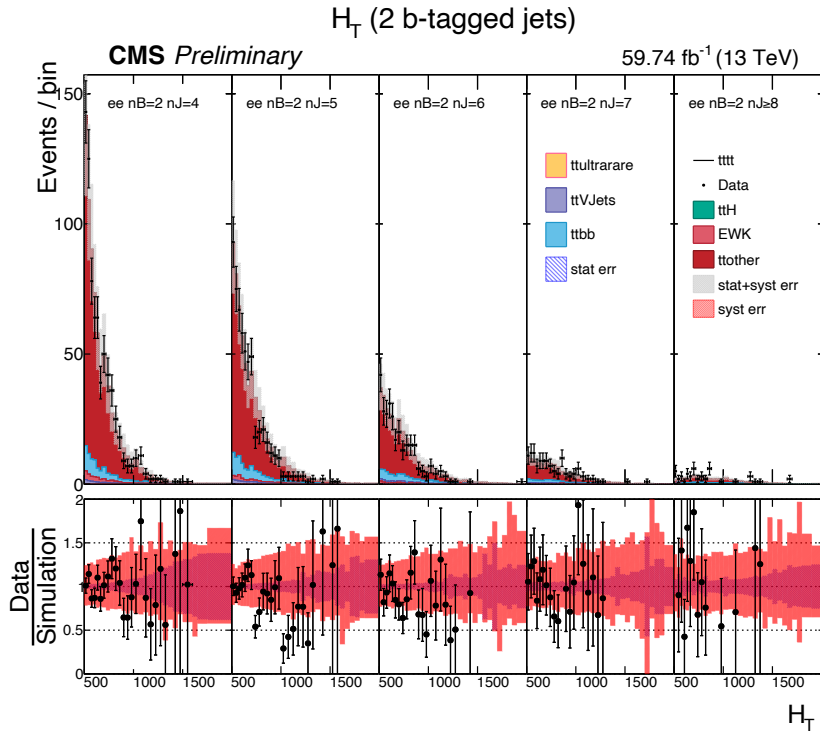 H_T (2 b-tagged jets)
CMS Preliminary
59.74 fb⁻¹ (13 TeV)
Events / bin
150
100
50
0
ee nB=2 nJ=4
ee nB=2 nJ=5
ee nB=2 nJ=6
ee nB=2 nJ=7
ee nB=2 nJ≥8
ttultrarare
ttVJets
ttbb
stat err
tttt
Data
ttH
EWK
ttother
stat+syst err
syst err
Data
Simulation
2
1.5
1
0.5
0
500 1000 1500
500 1000 1500
500 1000 1500
500 1000 1500
500 1000 1500
H_T